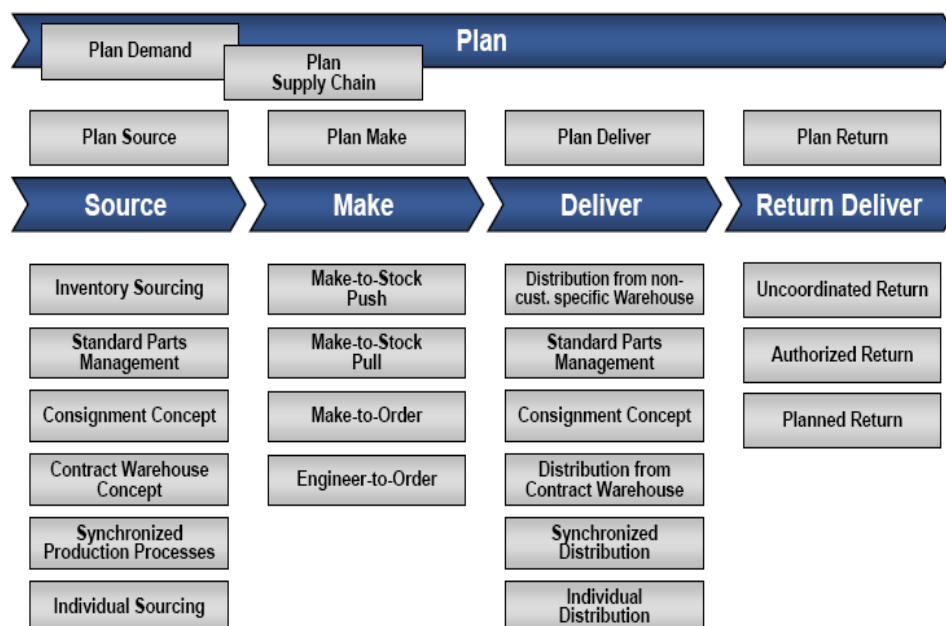 Plan
Plan Demand
Plan
Supply Chain
Plan Source
Plan Make
Plan Deliver
Plan Return
Source
Make
Deliver
Return Deliver
Inventory Sourcing
Standard Parts
Management
Consignment Concept
Contract Warehouse
Concept
Synchronized
Production Processes
Individual Sourcing
Make-to-Stock
Push
Make-to-Stock
Pull
Make-to-Order
Engineer-to-Order
Distribution from non-
cust. specific Warehouse
Standard Parts
Management
Consignment Concept
Distribution from
Contract Warehouse
Synchronized
Distribution
Individual
Distribution
Uncoordinated Return
Authorized Return
Planned Return